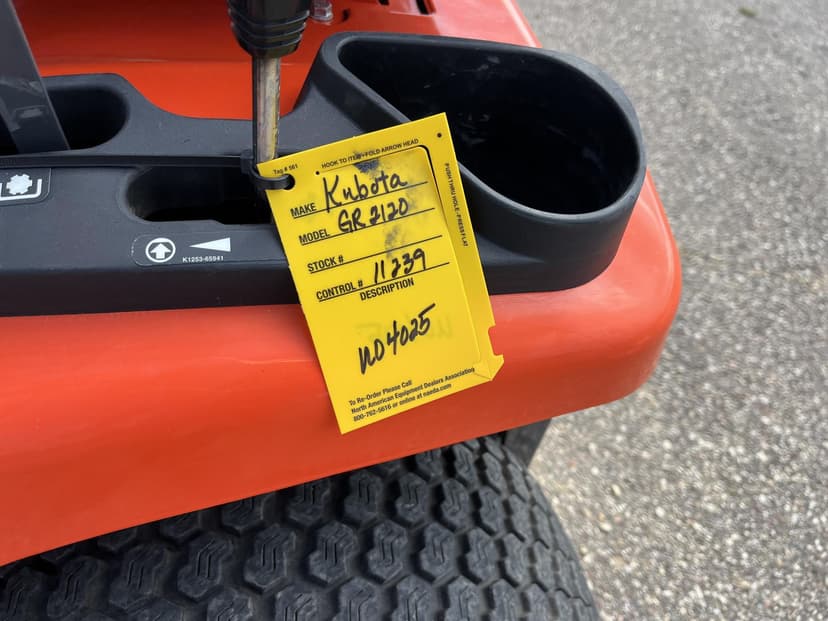 Tag # 561
HOOK TO ITEM-FOLD ARROW HEAD
PUSH THRU HOLE-PRESS FLAT
MAKE Kubota
MODEL GR2120
STOCK #
CONTROL # 11239
DESCRIPTION
WO4025
To Re-Order Please Call
North American Equipment Dealers Association
800-762-5616 or online at naeda.com
K1253-65941